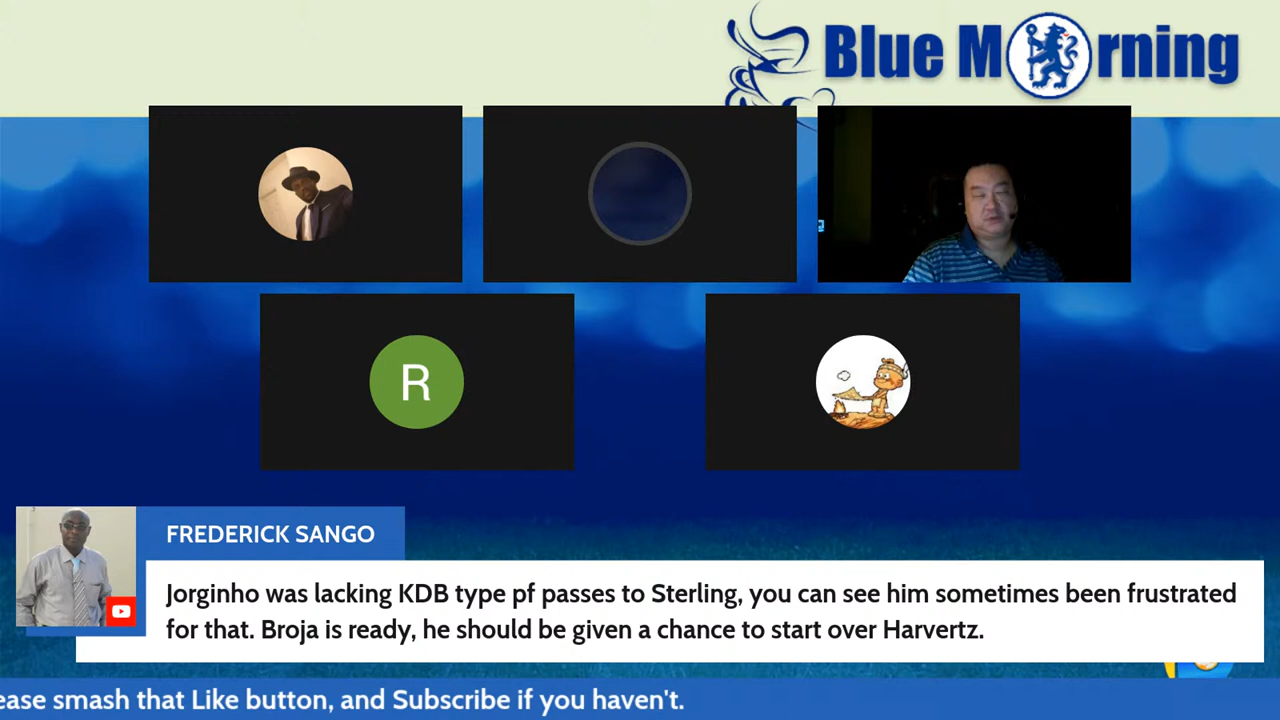 Blue M rning
R
FREDERICK SANGO
Jorginho was lacking KDB type pf passes to Sterling, you can see him sometimes been frustrated
for that. Broja is ready, he should be given a chance to start over Harvertz.
ease smash that Like button, and Subscribe if you haven't.